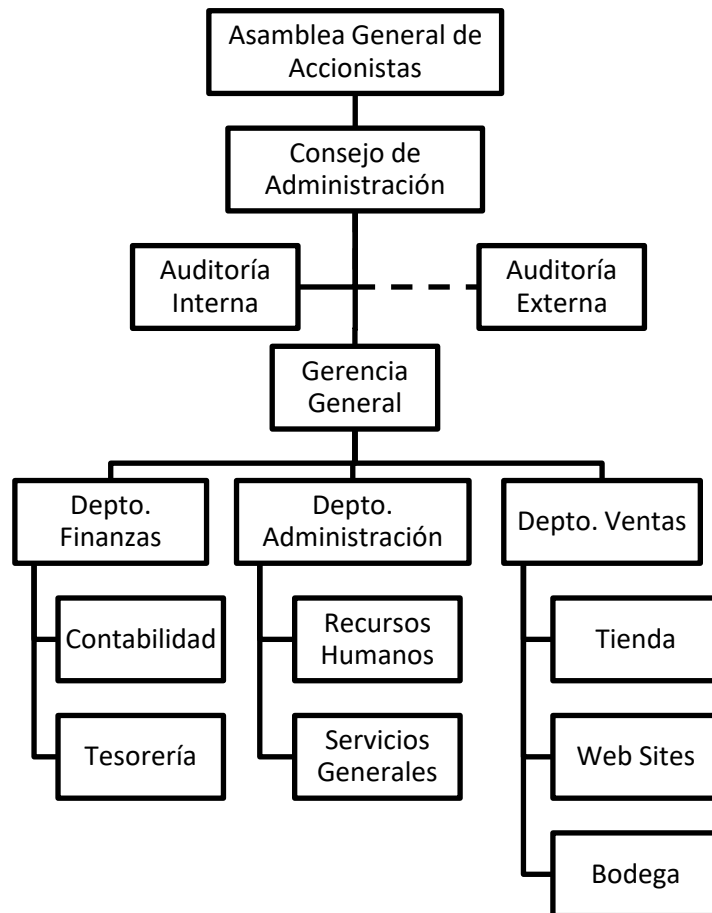 Asamblea General de
Accionistas
Consejo de
Administración
Auditoría
Interna
Auditoría
Externa
Gerencia
General
Depto.
Finanzas
Depto.
Administración
Depto. Ventas
Contabilidad
Recursos
Humanos
Tienda
Tesorería
Servicios
Generales
Web Sites
Bodega